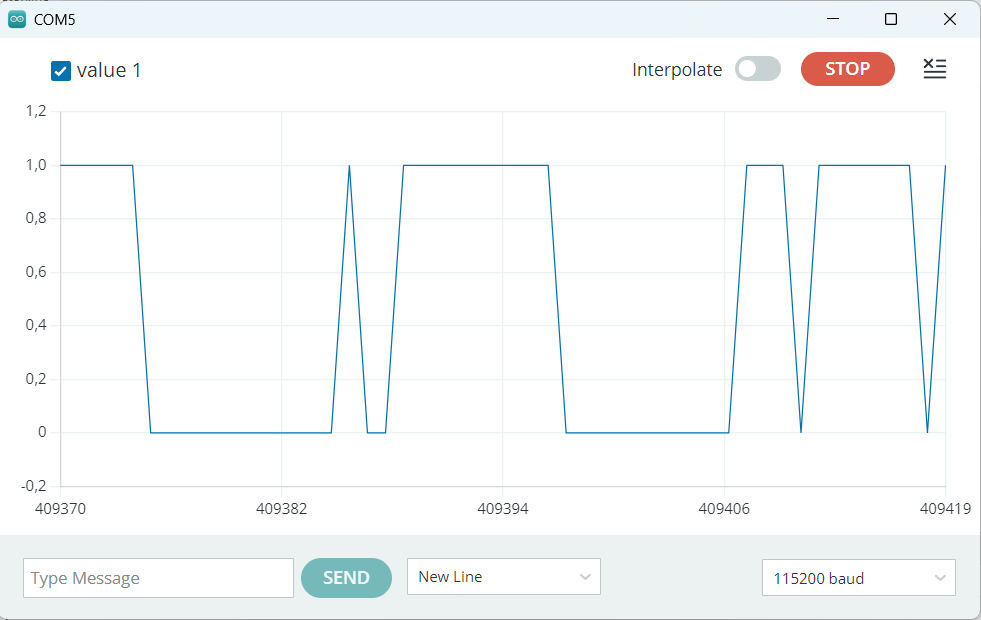 COM5
value 1
Interpolate
STOP
1,2
1,0
0,8
0,6
0,4
0,2
0
-0,2
409370 409382 409394 409406 409419
Type Message
SEND
New Line
115200 baud